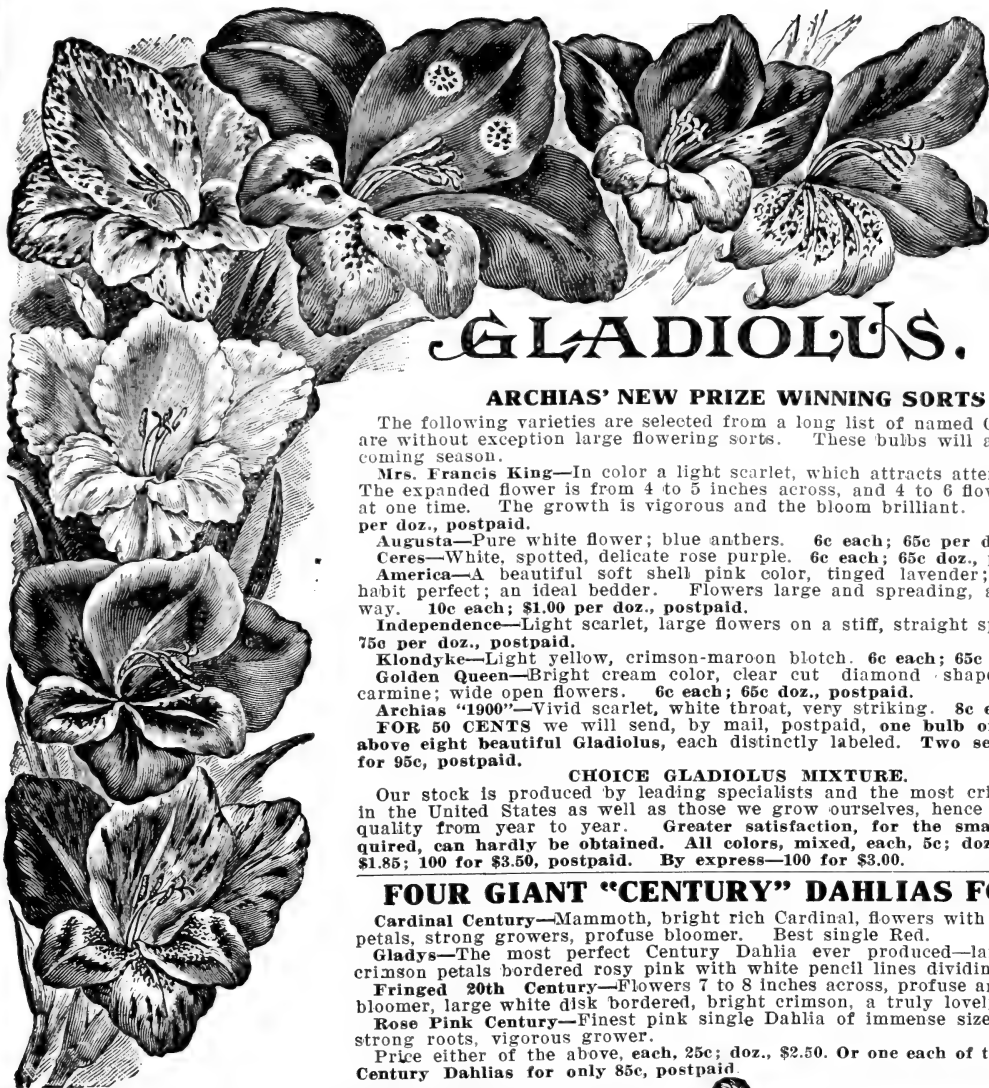 GLADIOLUS.
ARCHIAS' NEW PRIZE WINNING SORTS
The following varieties are selected from a long list of named
are without exception large flowering sorts. These bulbs will
coming season.
Mrs. Francis King—In color a light scarlet, which attracts
The expanded flower is from 4 to 5 inches across, and 4 to 6
at one time. The growth is vigorous and the bloom brilliant.
per doz., postpaid.
Augusta—Pure white flower; blue anthers. 6c each; 65c per
Ceres—White, spotted, delicate rose purple. 6c each; 65c doz.,
America—A beautiful soft shell pink color, tinged lavender;
habit perfect; an ideal bedder. Flowers large and spreading,
way. 10c each; $1.00 per doz., postpaid.
Independence—Light scarlet, large flowers on a stiff, straight
75c per doz., postpaid.
Klondyke—Light yellow, crimson-maroon blotch. 6c each; 65c
Golden Queen—Bright cream color, clear cut diamond
carmine; wide open flowers. 6c each; 65c doz., postpaid.
Archias "1900"—Vivid scarlet, white throat, very striking. 8c
FOR 50 CENTS we will send, by mail, postpaid, one bulb
above eight beautiful Gladiolus, each distinctly labeled. Two
for 95c, postpaid.
CHOICE GLADIOLUS MIXTURE.
Our stock is produced by leading specialists and the most
in the United States as well as those we grow ourselves, hence
quality from year to year. Greater satisfaction, for the
quired, can hardly be obtained. All colors, mixed, each, 5c; doz
$1.85; 100 for $3.50, postpaid. By express—100 for $3.00.
FOUR GIANT "CENTURY" DAHLIAS
Cardinal Century—Mammoth, bright rich Cardinal, flowers with
petals, strong growers, profuse bloomer. Best single Red.
Gladys—The most perfect Century Dahlia ever produced—
crimson petals bordered rosy pink with white pencil lines
Fringed 20th Century—Flowers 7 to 8 inches across, profuse
bloomer, large white disk bordered, bright crimson, a truly
Rose Pink Century—Finest pink single Dahlia of immense size
strong roots, vigorous grower.
Price either of the above, each, 25c; doz., $2.50. Or one each of
Century Dahlias for only 85c, postpaid.